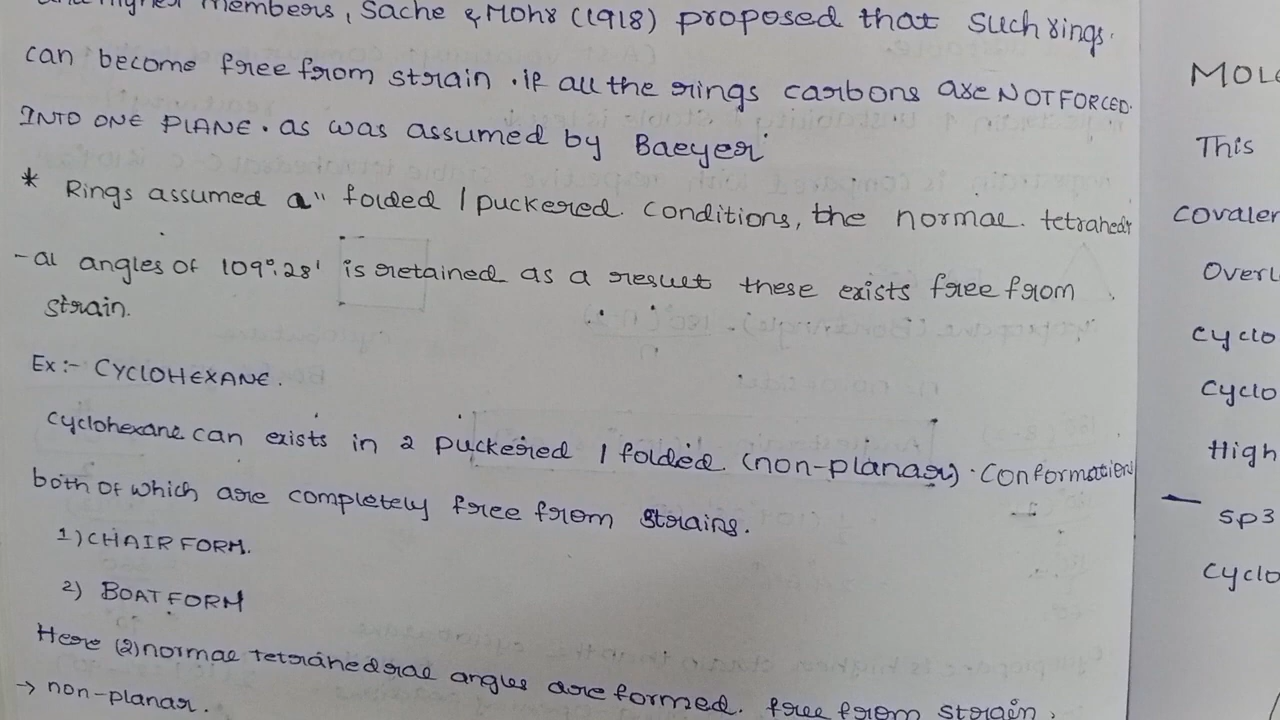 and higher members, Sache & Mohr (1918) proposed that such rings.
can become free from strain . if all the rings carbons are NOT FORCED.
INTO ONE PLANE. as was assumed by Baeyer
* Rings assumed a" folded / puckered. conditions, the normal. tetrahedr
-al angles of 109°.28' is retained as a result these exists free from
strain.
Ex:- CYCLOHEXANE.
cyclohexane can exists in 2 puckered / folded. (non-planar). conformations
both of which are completely free from strains.
1) CHAIR FORM.
2) BOAT FORM
Here (2) normal tetrahedral angles are formed. free from strain.
→ non-planar.
MOL
This
covalen
Overl
cyclo
cyclo
High
- sp3
cyclo